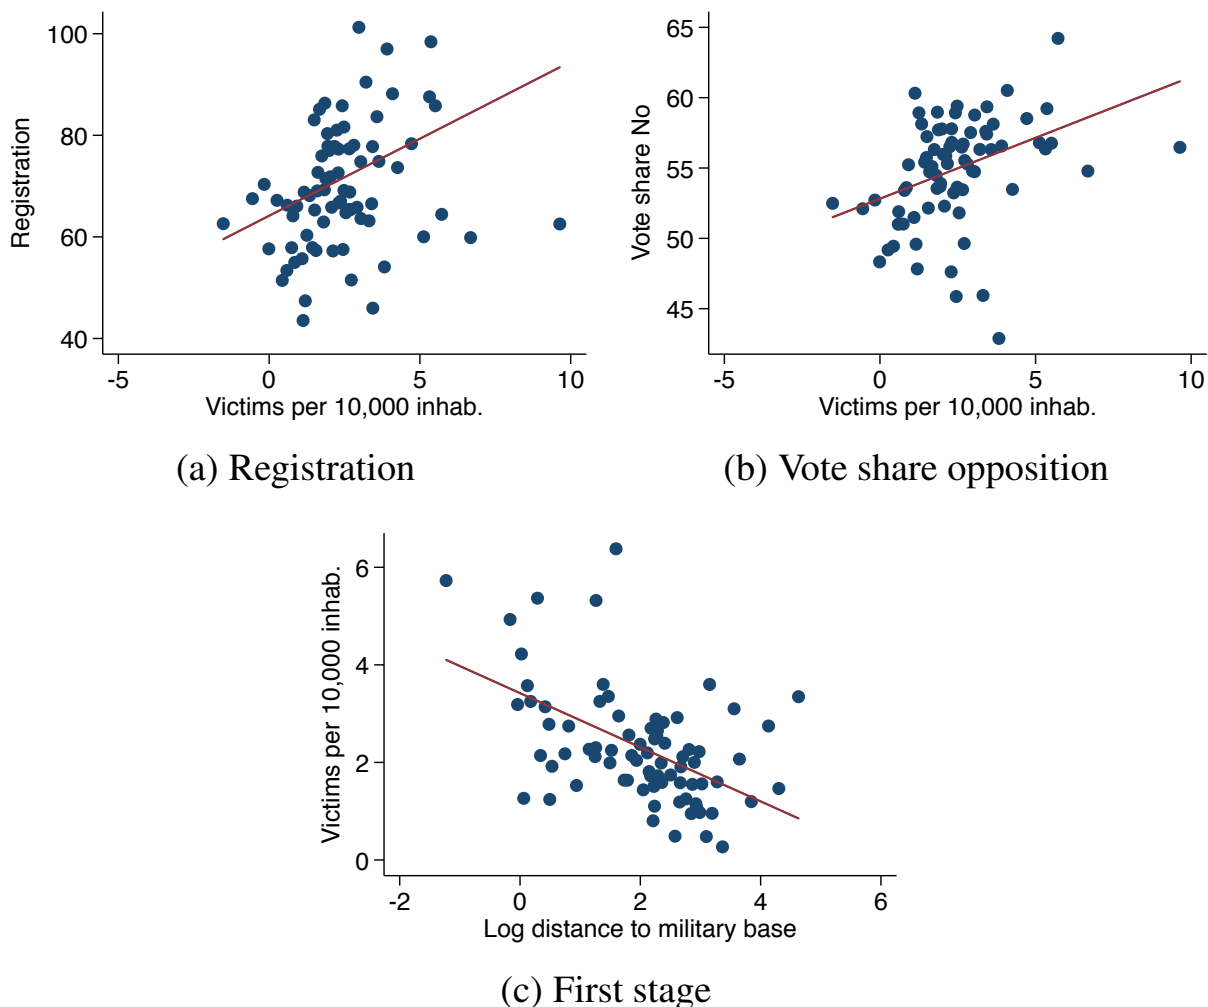 100
80
60
40
Registration
-5 0 5 10
Victims per 10,000 inhab.
(a) Registration
65
60
55
50
45
Vote share No
-5 0 5 10
Victims per 10,000 inhab.
(b) Vote share opposition
6
4
2
0
Victims per 10,000 inhab.
-2 0 2 4 6
Log distance to military base
(c) First stage